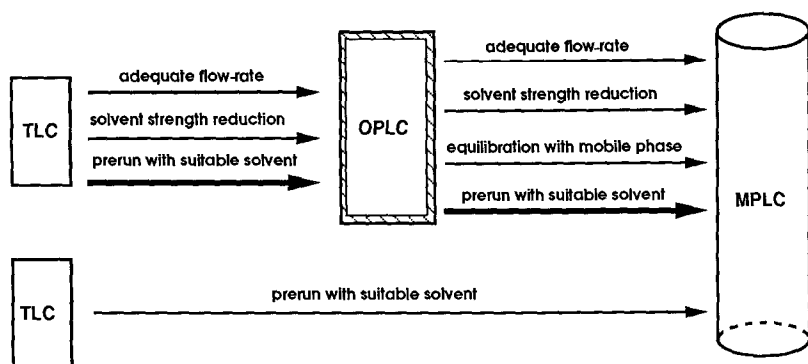 adequate flow-rate
solvent strength reduction
prerun with suitable solvent
TLC
OPLC
adequate flow-rate
solvent strength reduction
equilibration with mobile phase
prerun with suitable solvent
MPLC
TLC
prerun with suitable solvent